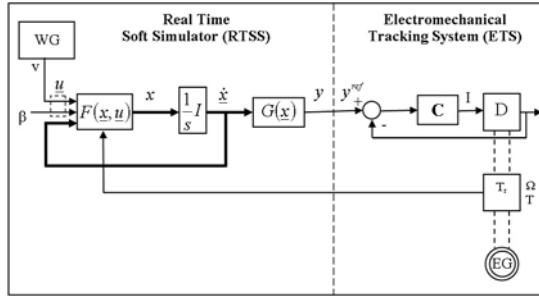 Real Time
Soft Simulator (RTSS)
Electromechanical
Tracking System (ETS)
WG
v
u
β
F(x,u)
x
1/s I
ẋ
G(x)
y
y^ref
+
-
C
I
D
T_r
Ω
T
EG